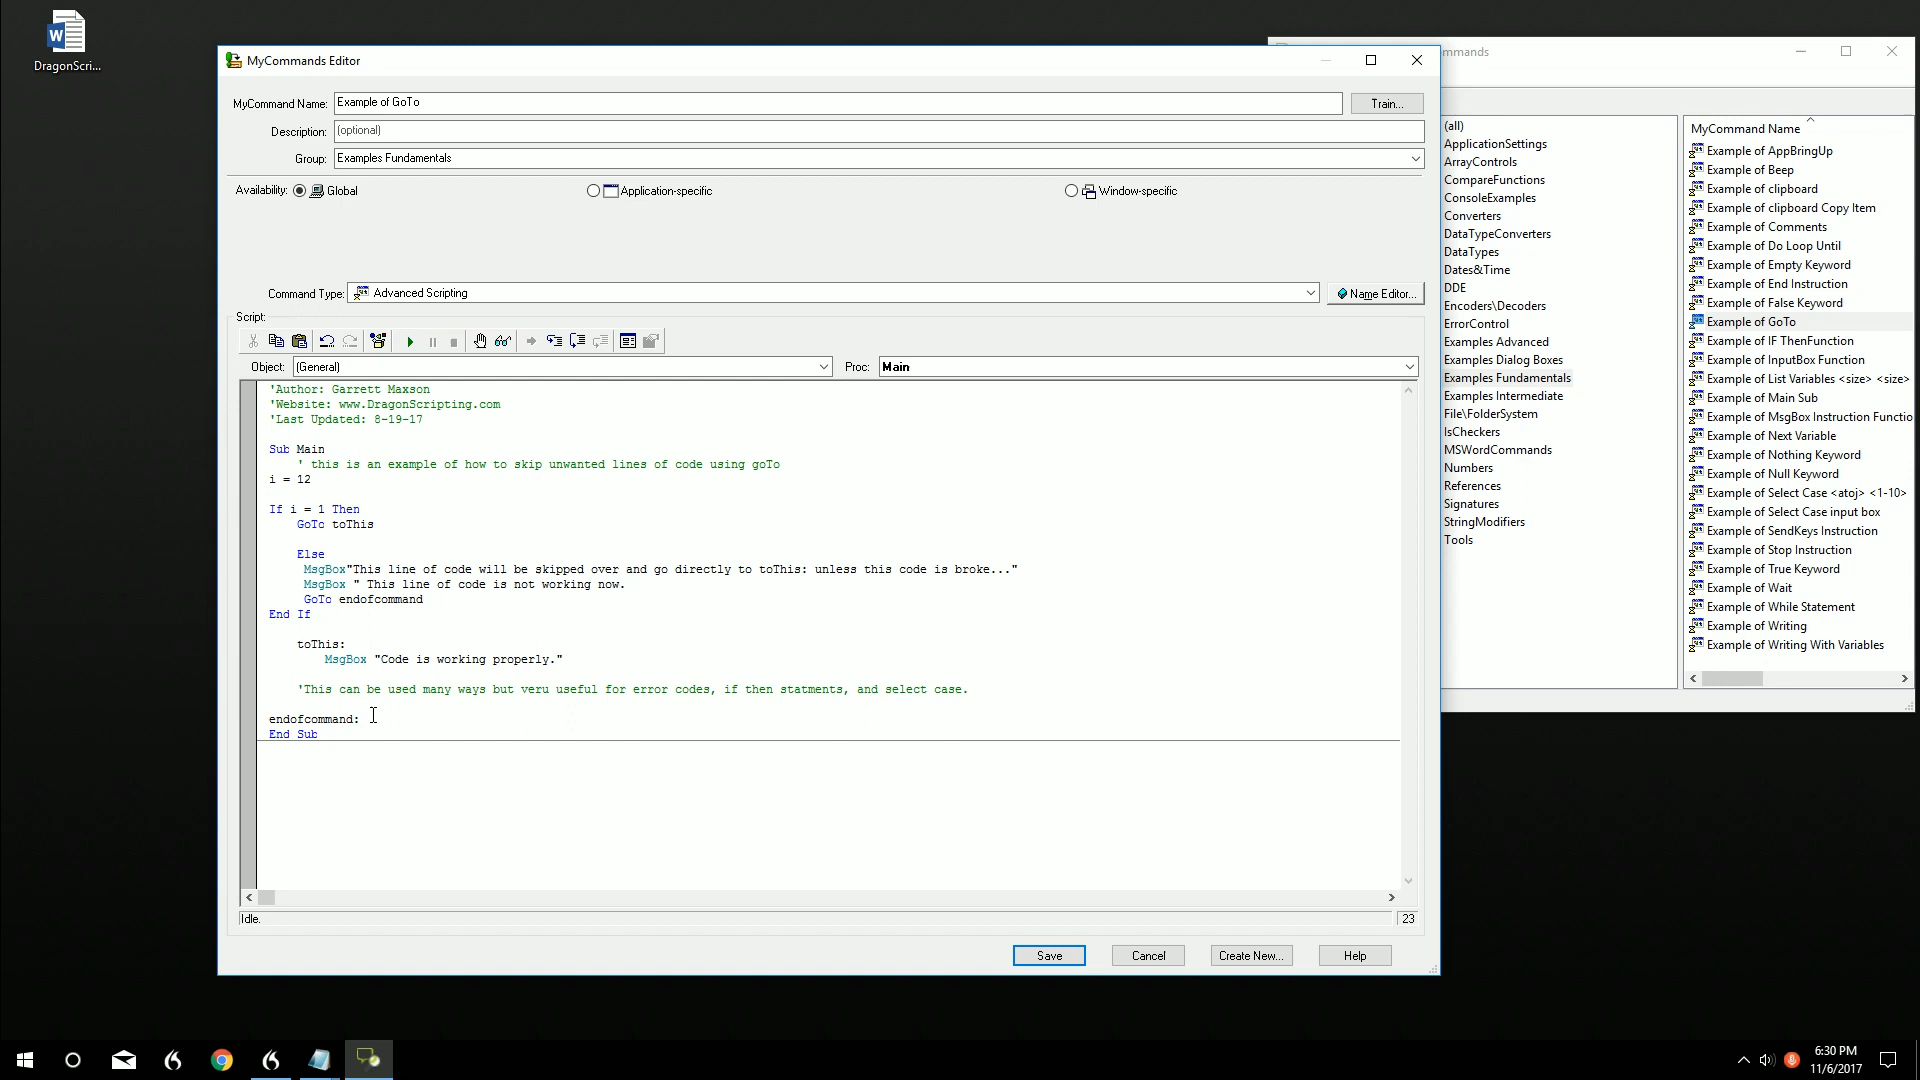 DragonScri...
MyCommands Editor
mmands
MyCommand Name: Example of GoTo
Train...
Description: (optional)
Group: Examples Fundamentals
Availability: Global
Application-specific
Window-specific
Command Type: Advanced Scripting
Name Editor...
Script:
Object: (General)
Proc: Main
'Author: Garrett Maxson
'Website: www.DragonScripting.com
'Last Updated: 8-19-17
Sub Main
' this is an example of how to skip unwanted lines of code using goTo
i = 12
If i = 1 Then
GoTo toThis
Else
MsgBox"This line of code will be skipped over and go directly to toThis: unless this code is broke..."
MsgBox " This line of code is not working now.
GoTo endofcommand
End If
toThis:
MsgBox "Code is working properly."
'This can be used many ways but veru useful for error codes, if then statments, and select case.
endofcommand:
End Sub
Idle.
23
Save
Cancel
Create New...
Help
(all)
ApplicationSettings
ArrayControls
CompareFunctions
ConsoleExamples
Converters
DataTypeConverters
DataTypes
Dates&Time
DDE
Encoders\Decoders
ErrorControl
Examples Advanced
Examples Dialog Boxes
Examples Fundamentals
Examples Intermediate
File\FolderSystem
IsCheckers
MSWordCommands
Numbers
References
Signatures
StringModifiers
Tools
MyCommand Name
Example of AppBringUp
Example of Beep
Example of clipboard
Example of clipboard Copy Item
Example of Comments
Example of Do Loop Until
Example of Empty Keyword
Example of End Instruction
Example of False Keyword
Example of GoTo
Example of IF ThenFunction
Example of InputBox Function
Example of List Variables <size> <size>
Example of Main Sub
Example of MsgBox Instruction Functio
Example of Next Variable
Example of Nothing Keyword
Example of Null Keyword
Example of Select Case <atoj> <1-10>
Example of Select Case input box
Example of SendKeys Instruction
Example of Stop Instruction
Example of True Keyword
Example of Wait
Example of While Statement
Example of Writing
Example of Writing With Variables
6:30 PM
11/6/2017